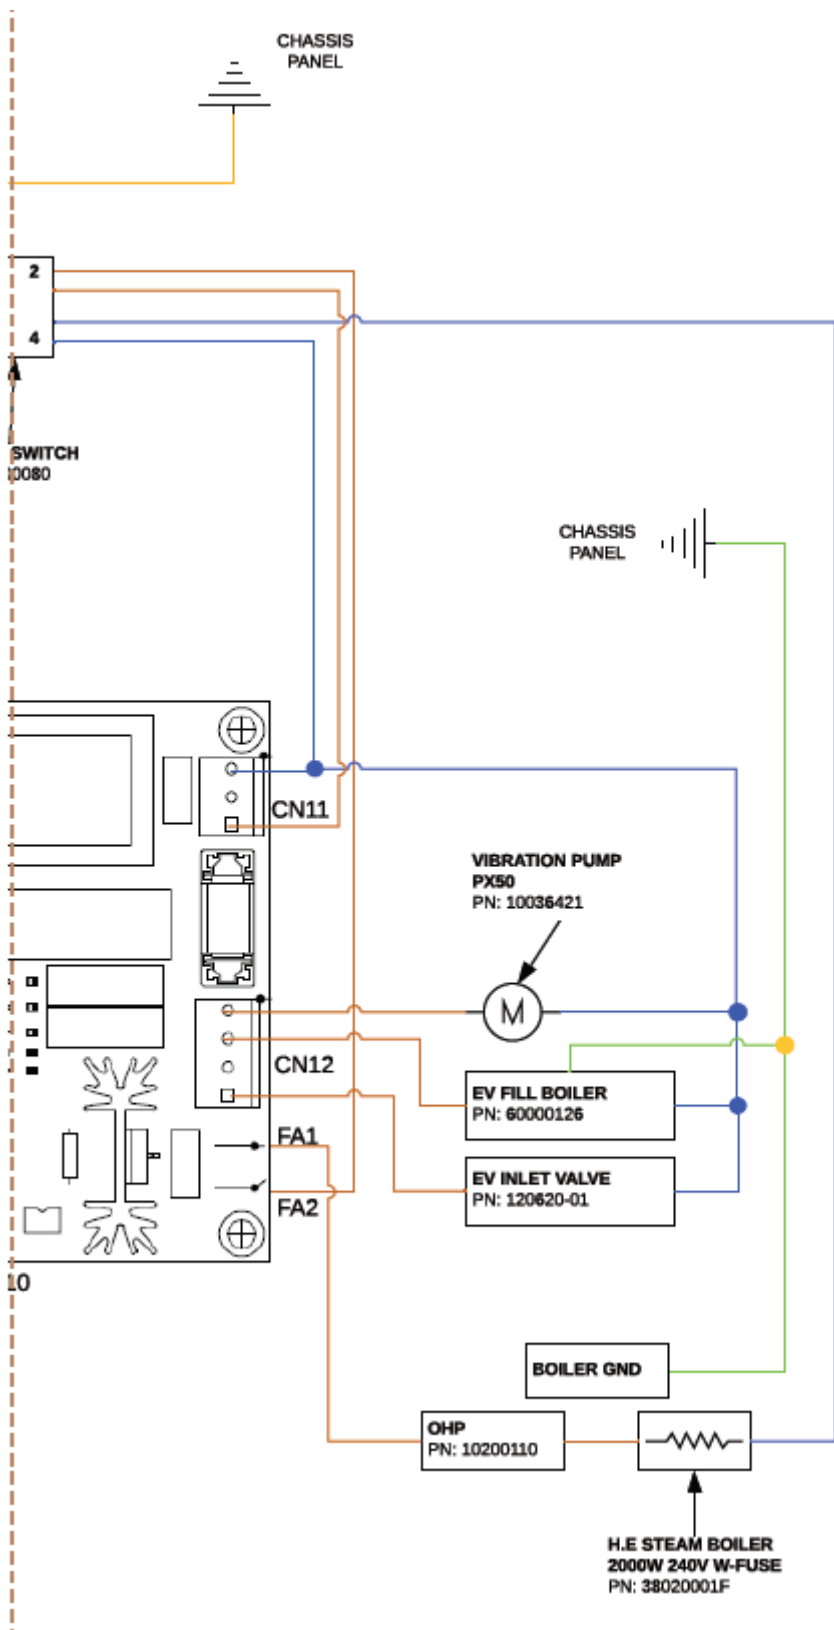 CHASSIS
PANEL
2
4
SWITCH
0080
CHASSIS
PANEL
CN11
VIBRATION PUMP
PX50
PN: 10036421
M
CN12
EV FILL BOILER
PN: 60000126
FA1
EV INLET VALVE
PN: 120620-01
FA2
10
BOILER GND
OHP
PN: 10200110
H.E STEAM BOILER
2000W 240V W-FUSE
PN: 38020001F